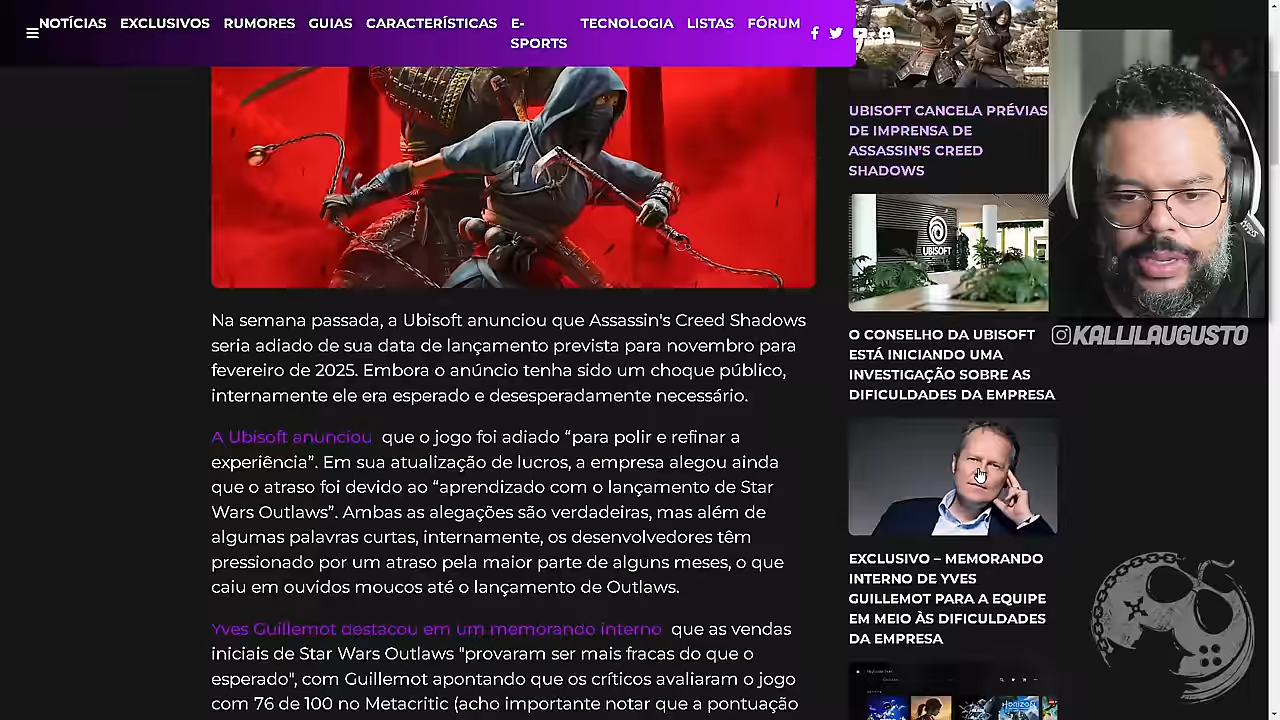 NOTÍCIAS EXCLUSIVOS RUMORES GUIAS CARACTERÍSTICAS E-SPORTS TECNOLOGIA LISTAS FÓRUM
Na semana passada, a Ubisoft anunciou que Assassin's Creed Shadows
seria adiado de sua data de lançamento prevista para novembro para
fevereiro de 2025. Embora o anúncio tenha sido um choque público,
internamente ele era esperado e desesperadamente necessário.
A Ubisoft anunciou que o jogo foi adiado “para polir e refinar a
experiência”. Em sua atualização de lucros, a empresa alegou ainda
que o atraso foi devido ao “aprendizado com o lançamento de Star
Wars Outlaws”. Ambas as alegações são verdadeiras, mas além de
algumas palavras curtas, internamente, os desenvolvedores têm
pressionado por um atraso pela maior parte de alguns meses, o que
caiu em ouvidos moucos até o lançamento de Outlaws.
Yves Guillemot destacou em um memorando interno que as vendas
iniciais de Star Wars Outlaws "provaram ser mais fracas do que o
esperado", com Guillemot apontando que os críticos avaliaram o jogo
com 76 de 100 no Metacritic (acho importante notar que a pontuação
UBISOFT CANCELA PRÉVIAS
DE IMPRENSA DE
ASSASSIN'S CREED
SHADOWS
UBISOFT
O CONSELHO DA UBISOFT
ESTÁ INICIANDO UMA
INVESTIGAÇÃO SOBRE AS
DIFICULDADES DA EMPRESA
EXCLUSIVO – MEMORANDO
INTERNO DE YVES
GUILLEMOT PARA A EQUIPE
EM MEIO ÀS DIFICULDADES
DA EMPRESA
HORIZON
KALLILAUGUSTO